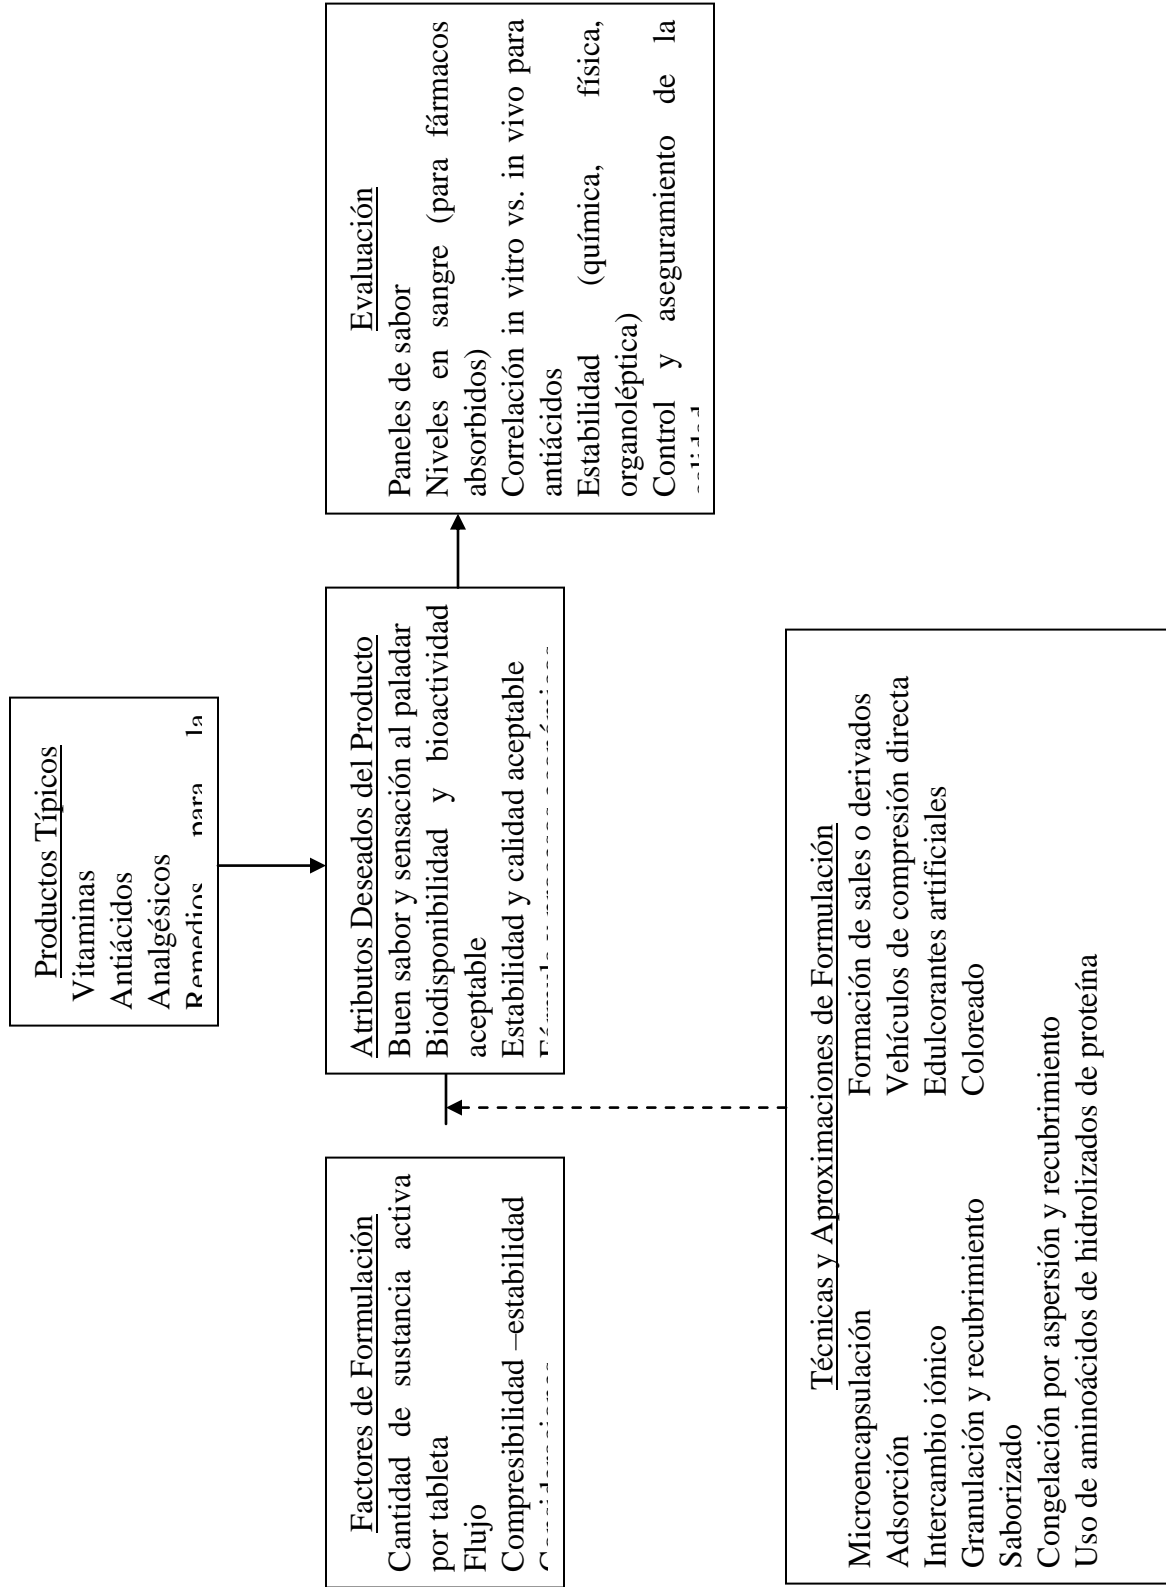 Productos Típicos
Vitaminas
Antiácidos
Analgésicos
Remedios para la
Factores de Formulación
Cantidad de sustancia activa
por tableta
Flujo
Compresibilidad –estabilidad
Atributos Deseados del Producto
Buen sabor y sensación al paladar
Biodisponibilidad y bioactividad
aceptable
Estabilidad y calidad aceptable
Evaluación
Paneles de sabor
Niveles en sangre (para fármacos
absorbidos)
Correlación in vitro vs. in vivo para
antiácidos
Estabilidad (química, física,
organoléptica)
Control y aseguramiento de la
Técnicas y Aproximaciones de Formulación
Microencapsulación Formación de sales o derivados
Adsorción Vehículos de compresión directa
Intercambio iónico Edulcorantes artificiales
Granulación y recubrimiento Coloreado
Saborizado
Congelación por aspersión y recubrimiento
Uso de aminoácidos de hidrolizados de proteína